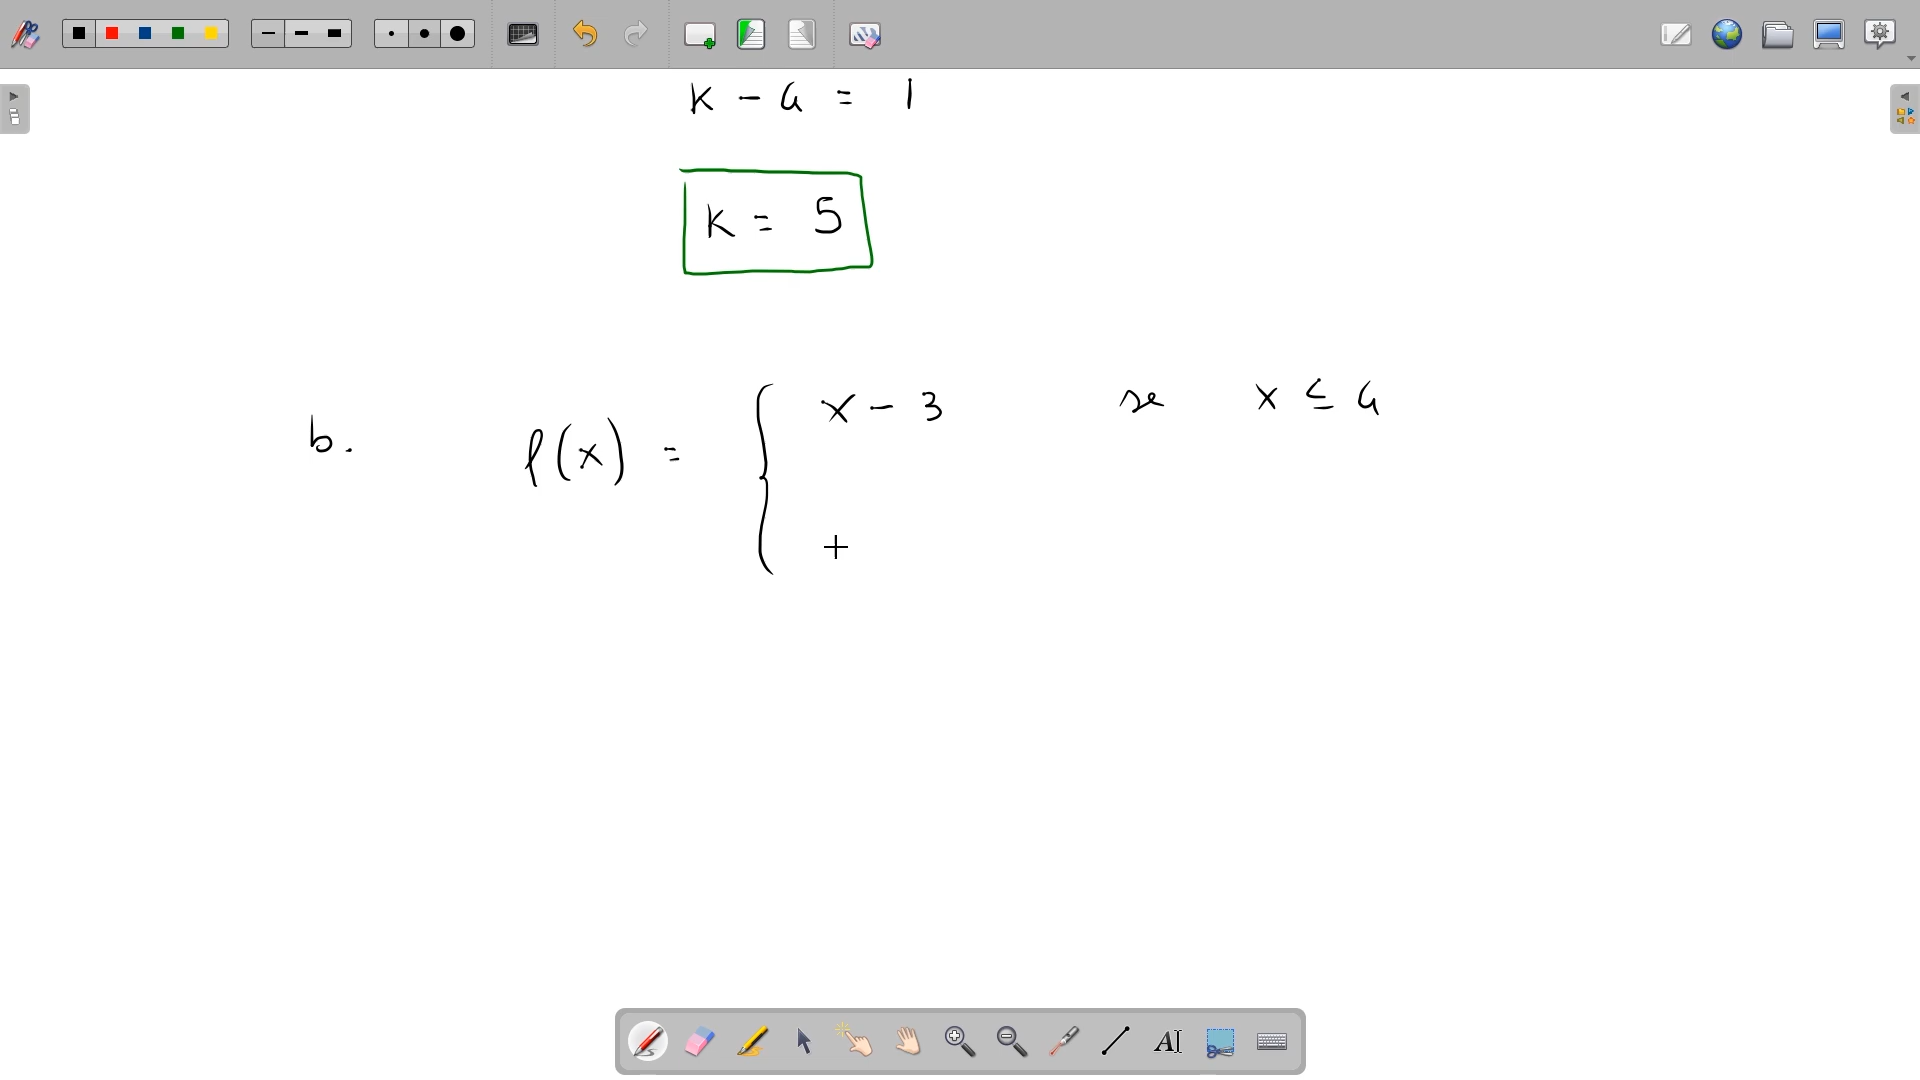 k - 4 = 1
k = 5
b. f(x) = { x - 3 se x ≤ 4